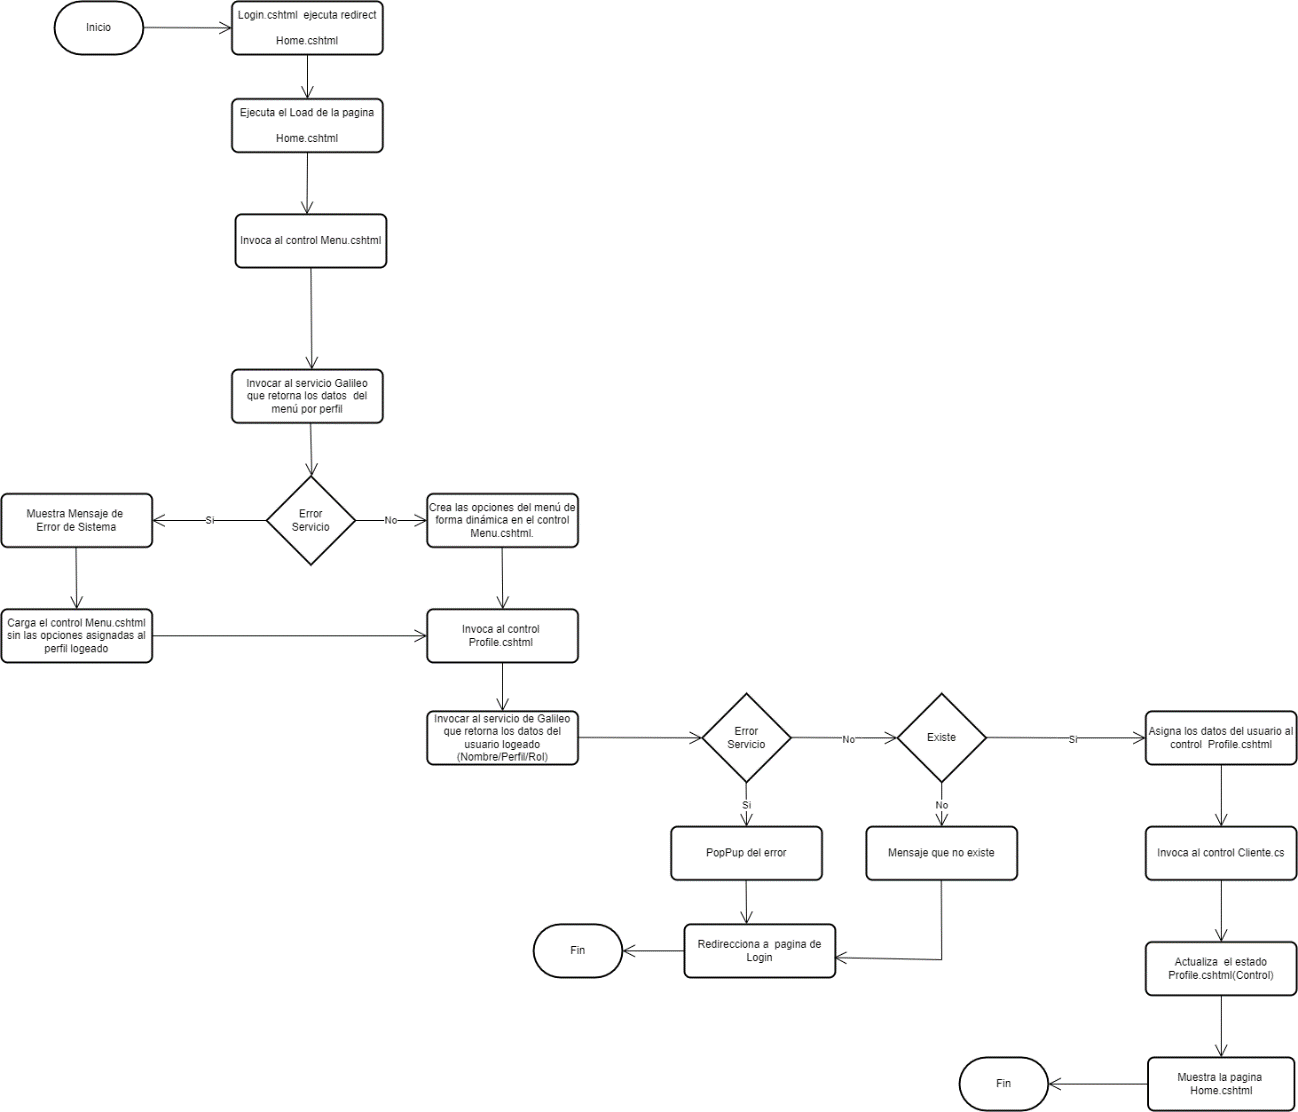 Inicio
Login.cshtml ejecuta redirect
Home.cshtml
Ejecuta el Load de la pagina
Home.cshtml
Invoca al control Menu.cshtml
Invocar al servicio Galileo
que retorna los datos del
menú por perfil
Error
Servicio
Si
No
Muestra Mensaje de
Error de Sistema
Crea las opciones del menú de
forma dinámica en el control
Menu.cshtml.
Carga el control Menu.cshtml
sin las opciones asignadas al
perfil logeado
Invoca al control
Profile.cshtml
Invocar al servicio de Galileo
que retorna los datos del
usuario logeado
(Nombre/Perfil/Rol)
Error
Servicio
No
Existe
Si
Asigna los datos del usuario al
control Profile.cshtml
Si
No
PopPup del error
Mensaje que no existe
Invoca al control Cliente.cs
Fin
Redirecciona a pagina de
Login
Actualiza el estado
Profile.cshtml(Control)
Fin
Muestra la pagina
Home.cshtml